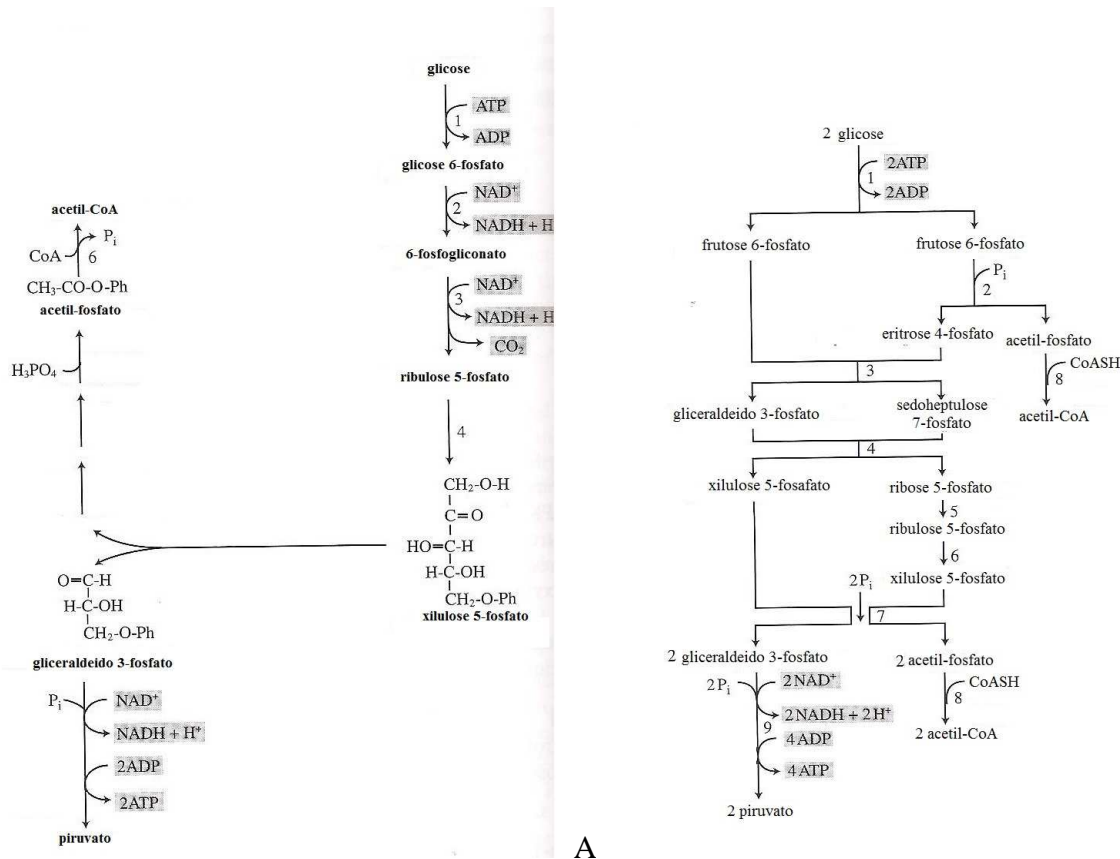 glicose
ATP
1
ADP
glicose 6-fosfato
NAD⁺
2
NADH + H
6-fosfogliconato
NAD⁺
3
NADH + H
CO₂
ribulose 5-fosfato
4
CH₂-O-H
C=O
HO=C-H
H-C-OH
CH₂-O-Ph
xilulose 5-fosfato
acetil-CoA
Pᵢ
CoA
6
CH₃-CO-O-Ph
acetil-fosfato
H₃PO₄
O=C-H
H-C-OH
CH₂-O-Ph
gliceraldeido 3-fosfato
Pᵢ
NAD⁺
NADH + H⁺
2ADP
2ATP
piruvato
A
2 glicose
2ATP
1
2ADP
frutose 6-fosfato
frutose 6-fosfato
Pᵢ
2
eritrose 4-fosfato
acetil-fosfato
CoASH
8
acetil-CoA
3
gliceraldeido 3-fosfato
sedoheptulose
7-fosfato
4
xilulose 5-fosafato
ribose 5-fosfato
5
ribulose 5-fosfato
6
xilulose 5-fosfato
2Pᵢ
7
2 gliceraldeido 3-fosfato
2 acetil-fosfato
2Pᵢ
2NAD⁺
CoASH
8
2NADH + 2H⁺
2 acetil-CoA
9
4ADP
4ATP
2 piruvato